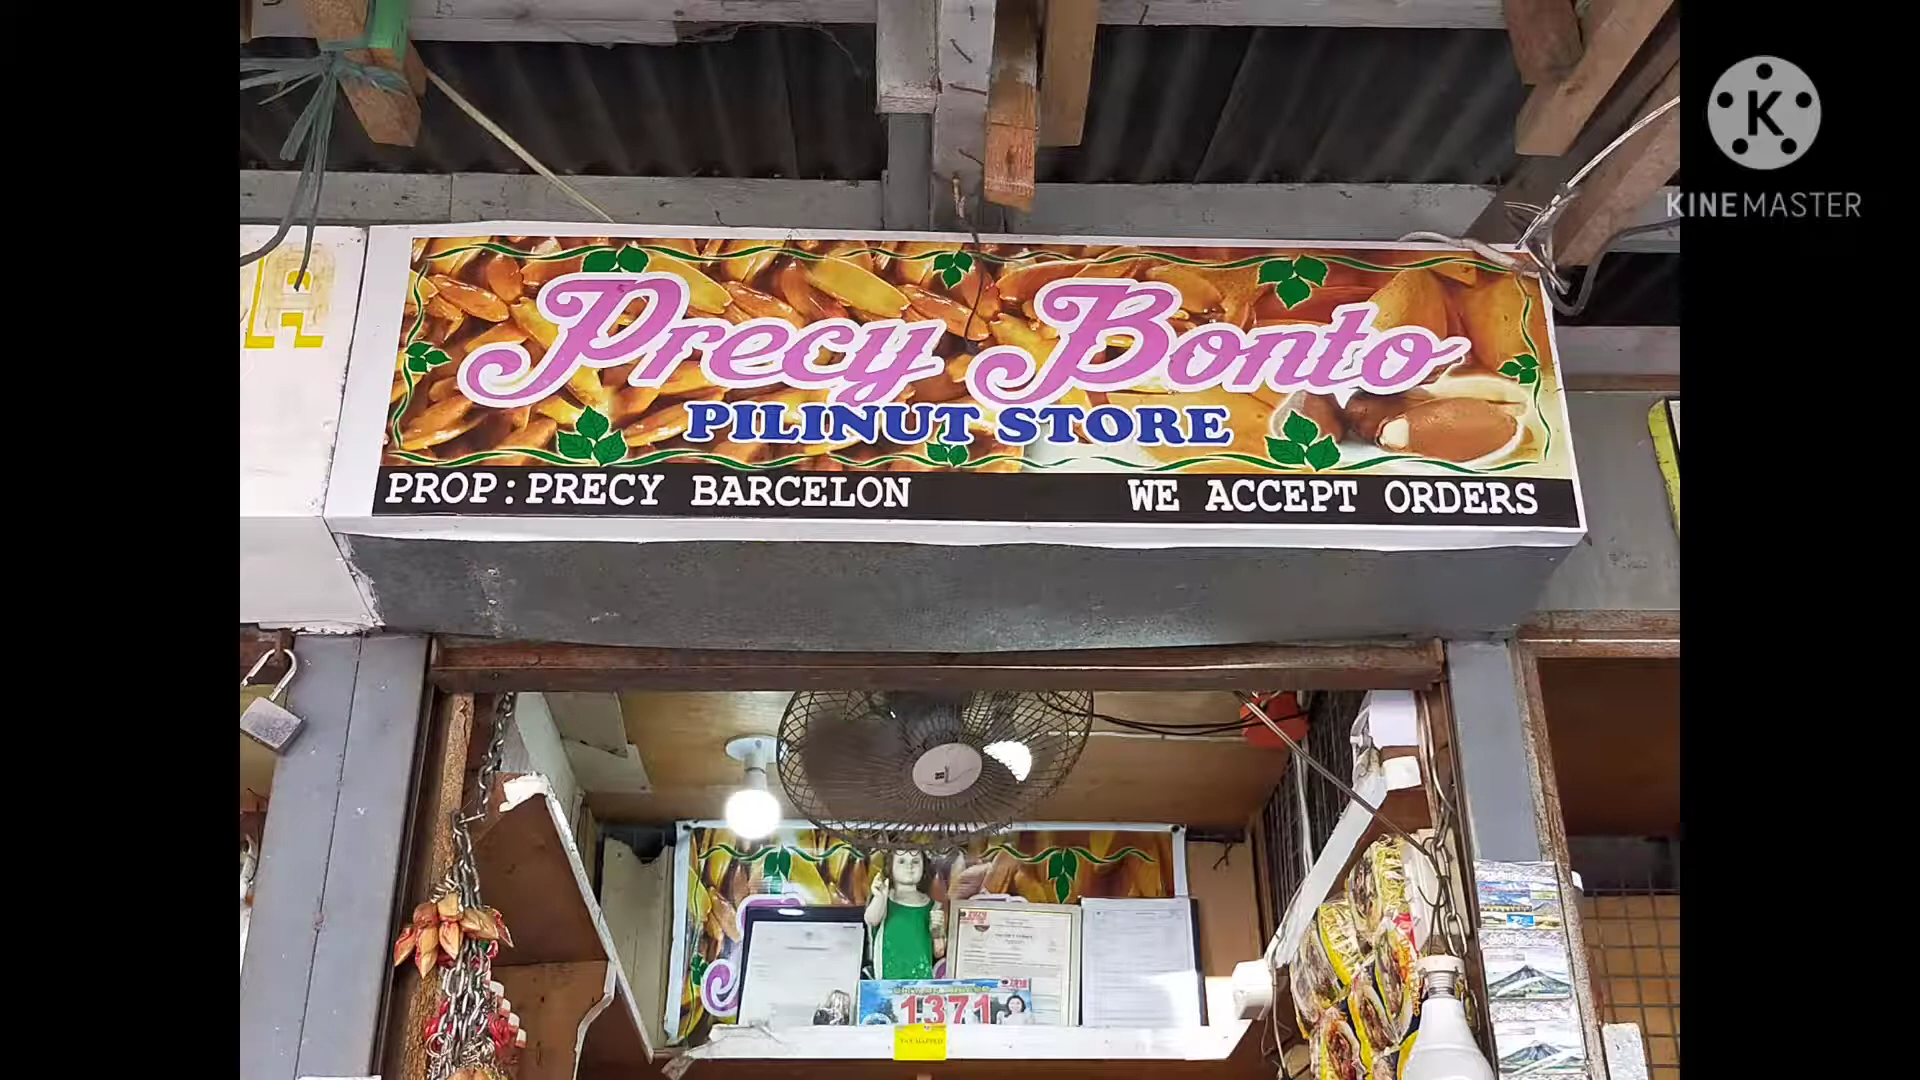 Precy Bonto
PILINUT STORE
PROP:PRECY BARCELON
WE ACCEPT ORDERS
K
KINEMASTER
1371